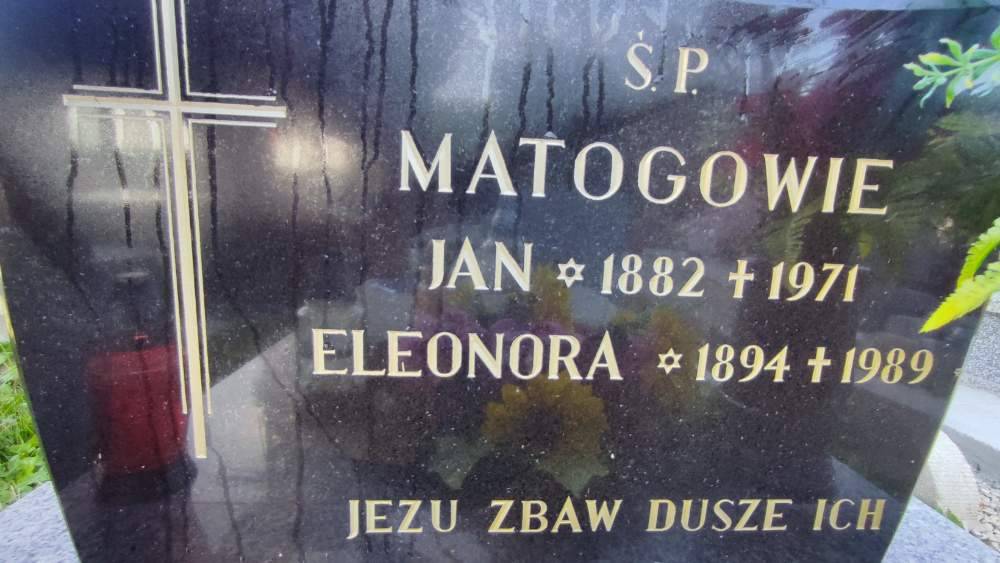 Ś.P.
MATOGOWIE
JAN ✡ 1882 ✝ 1971
ELEONORA ✡ 1894 ✝ 1989
JEZU ZBAW DUSZE ICH